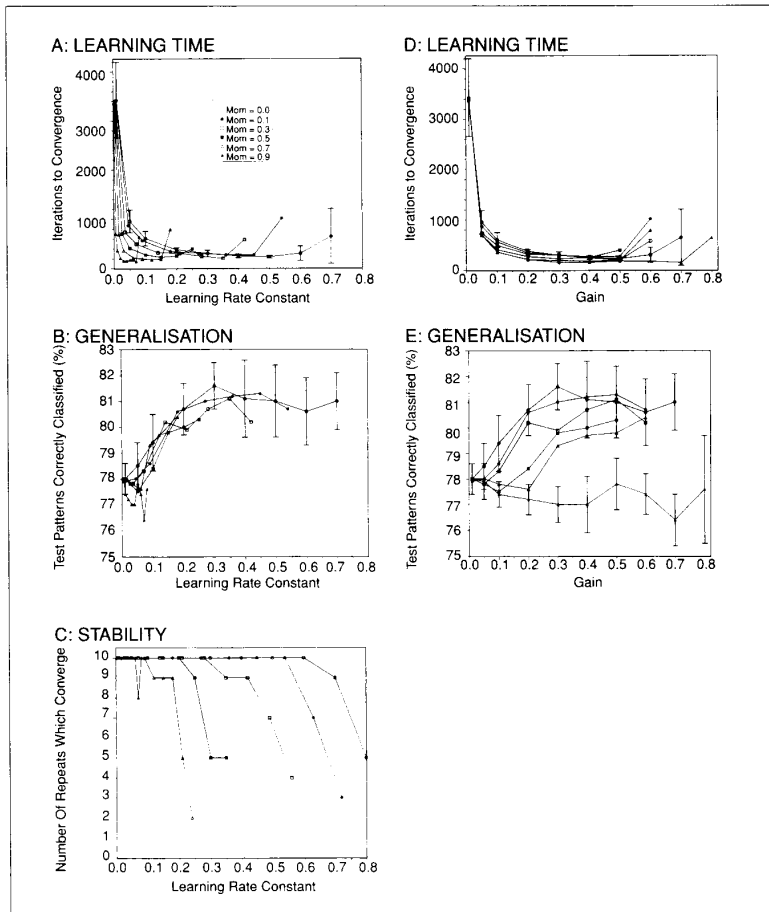 A: LEARNING TIME
Iterations to Convergence
4000
3000
2000
1000
0
Mom = 0.0
Mom = 0.1
Mom = 0.3
Mom = 0.5
Mom = 0.7
Mom = 0.9
0.0 0.1 0.2 0.3 0.4 0.5 0.6 0.7 0.8
Learning Rate Constant
D: LEARNING TIME
Iterations to Convergence
4000
3000
2000
1000
0
0.0 0.1 0.2 0.3 0.4 0.5 0.6 0.7 0.8
Gain
B: GENERALISATION
Test Patterns Correctly Classified (%)
83
82
81
80
79
78
77
76
75
0.0 0.1 0.2 0.3 0.4 0.5 0.6 0.7 0.8
Learning Rate Constant
E: GENERALISATION
Test Patterns Correctly Classified (%)
83
82
81
80
79
78
77
76
75
0.0 0.1 0.2 0.3 0.4 0.5 0.6 0.7 0.8
Gain
C: STABILITY
Number Of Repeats Which Converge
10
9
8
7
6
5
4
3
2
1
0
0.0 0.1 0.2 0.3 0.4 0.5 0.6 0.7 0.8
Learning Rate Constant